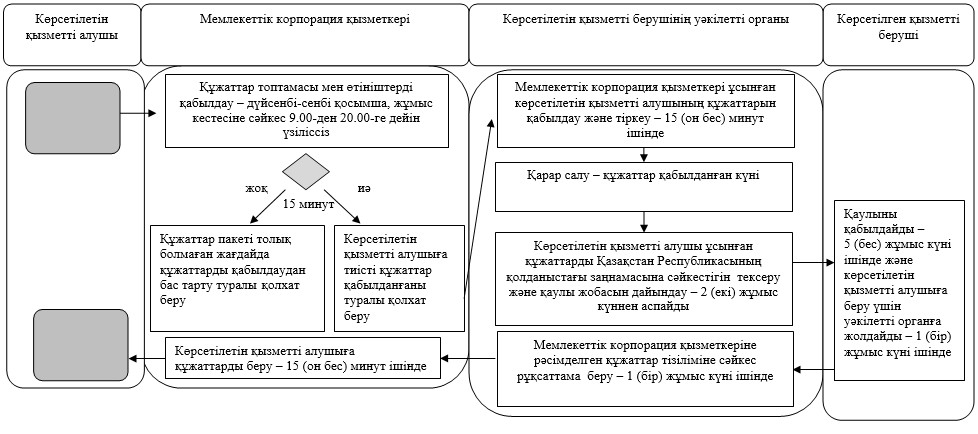 Көрсетілетін
қызметті алушы
Мемлекеттік корпорация қызметкері
Көрсетілетін қызметті берушінің уәкілетті органы
Көрсетілген қызметті
беруші
Құжаттар топтамасы мен өтініштерді
қабылдау – дүйсенбі-сенбі қосымша, жұмыс
кестесіне сәйкес 9.00-ден 20.00-ге дейін
үзіліссіз
жоқ
иә
15 минут
Құжаттар пакеті толық
болмаған жағдайда
құжаттарды қабылдаудан
бас тарту туралы қолхат
беру
Көрсетілетін
қызметті алушыға
тиісті құжаттар
қабылданғаны
туралы қолхат
беру
Көрсетілетін қызметті алушыға
құжаттарды беру – 15 (он бес) минут ішінде
Мемлекеттік корпорация қызметкері ұсынған
көрсетілетін қызметті алушының құжаттарын
қабылдау және тіркеу – 15 (он бес) минут
ішінде
Қарар салу – құжаттар қабылданған күні
Көрсетілетін қызметті алушы ұсынған
құжаттарды Қазақстан Республикасының
қолданыстағы заңнамасына сәйкестігін тексеру
және қаулы жобасын дайындау – 2 (екі) жұмыс
күннен аспайды
Мемлекеттік корпорация қызметкеріне
рәсімделген құжаттар тізіліміне сәйкес
рұқсаттама беру – 1 (бір) жұмыс күні ішінде
Қаулыны
қабылдайды –
5 (бес) жұмыс күні
ішінде және
көрсетілетін
қызметті алушыға
беру үшін
уәкілетті органға
жолдайды – 1 (бір)
жұмыс күні ішінде